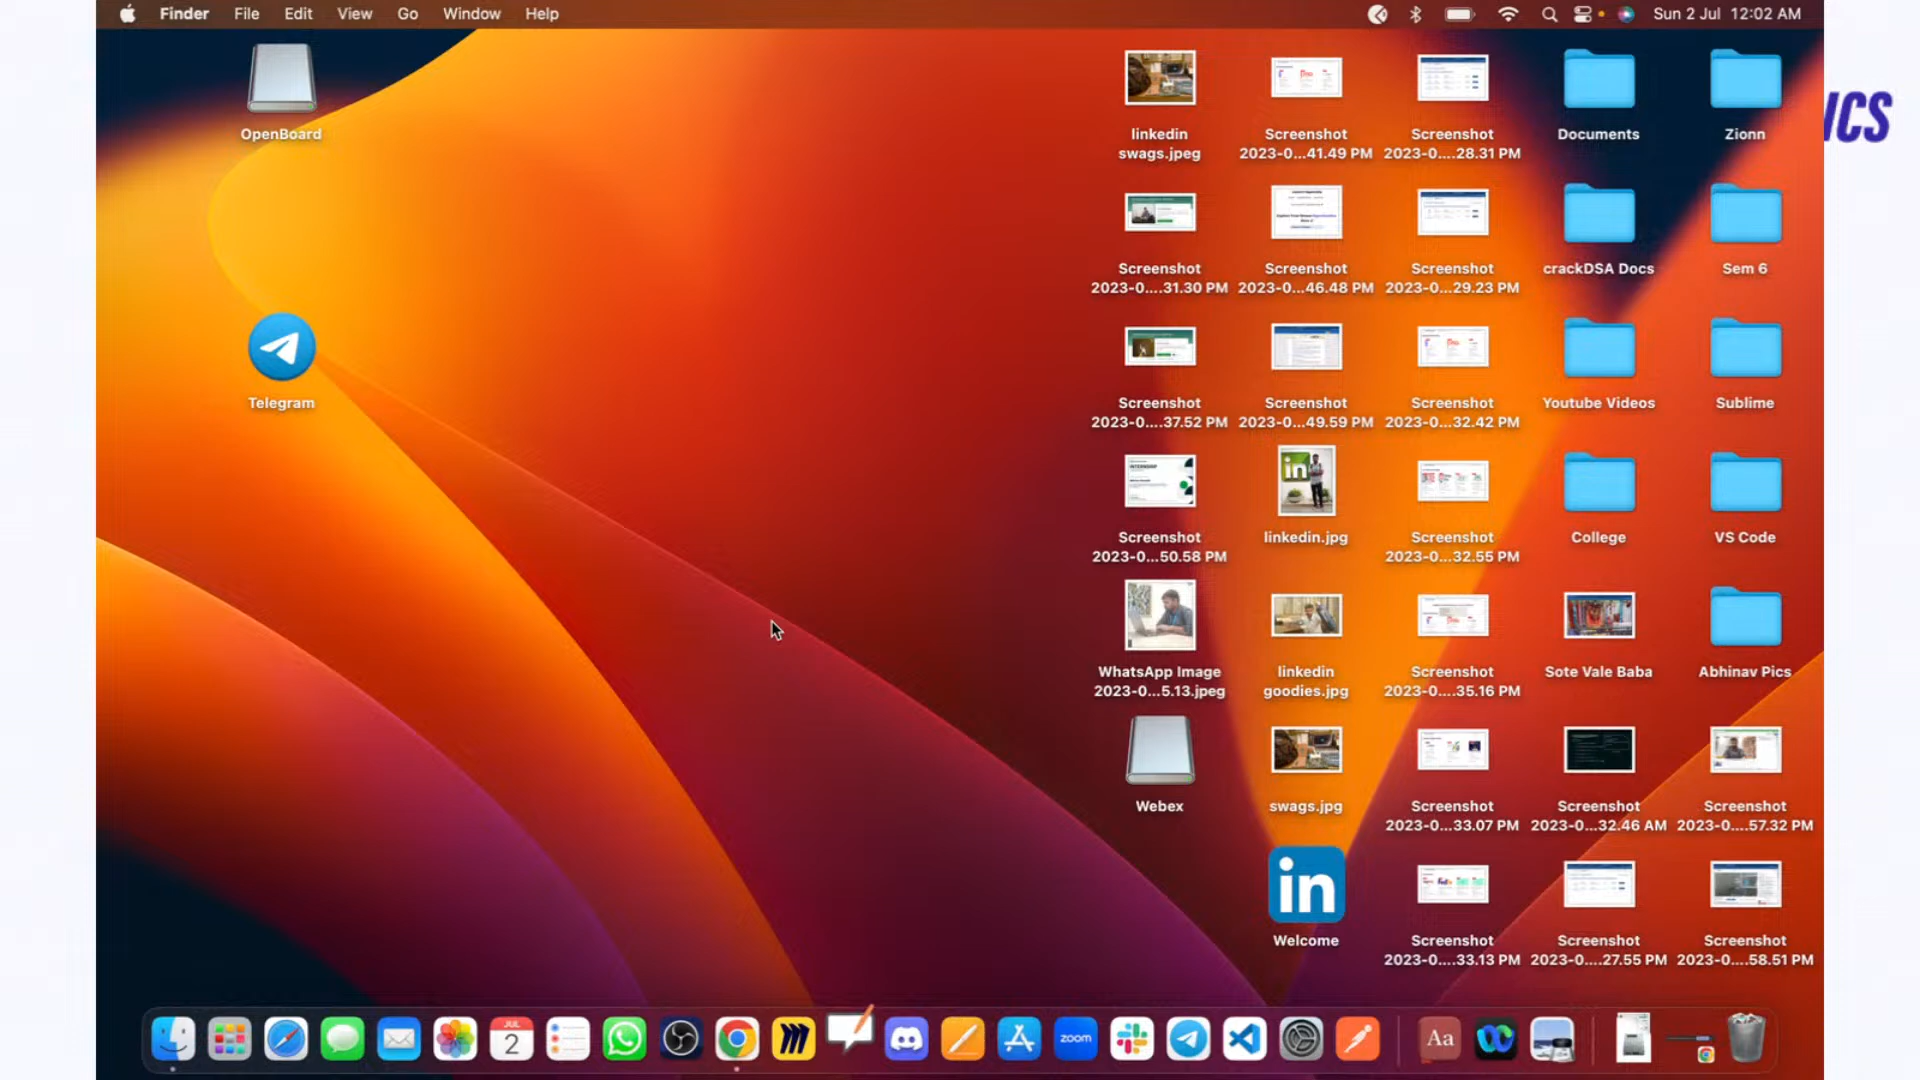 Finder File Edit View Go Window Help
Sun 2 Jul 12:02 AM
ICS
OpenBoard
Telegram
linkedin
swags.jpeg
Screenshot
2023-0...41.49 PM
Screenshot
2023-0....28.31 PM
Documents
Zionn
Screenshot
2023-0....31.30 PM
Screenshot
2023-0...46.48 PM
Screenshot
2023-0....29.23 PM
crackDSA Docs
Sem 6
Screenshot
2023-0....37.52 PM
Screenshot
2023-0...49.59 PM
Screenshot
2023-0....32.42 PM
Youtube Videos
Sublime
Screenshot
2023-0...50.58 PM
in
linkedin.jpg
Screenshot
2023-0...32.55 PM
College
VS Code
WhatsApp Image
2023-0...5.13.jpeg
linkedin
goodies.jpg
Screenshot
2023-0....35.16 PM
Sote Vale Baba
Abhinav Pics
Webex
swags.jpg
Screenshot
2023-0...33.07 PM
Screenshot
2023-0...32.46 AM
Screenshot
2023-0....57.32 PM
in
Welcome
Screenshot
2023-0....33.13 PM
Screenshot
2023-0....27.55 PM
Screenshot
2023-0....58.51 PM
JUL
2
zoom
Aa